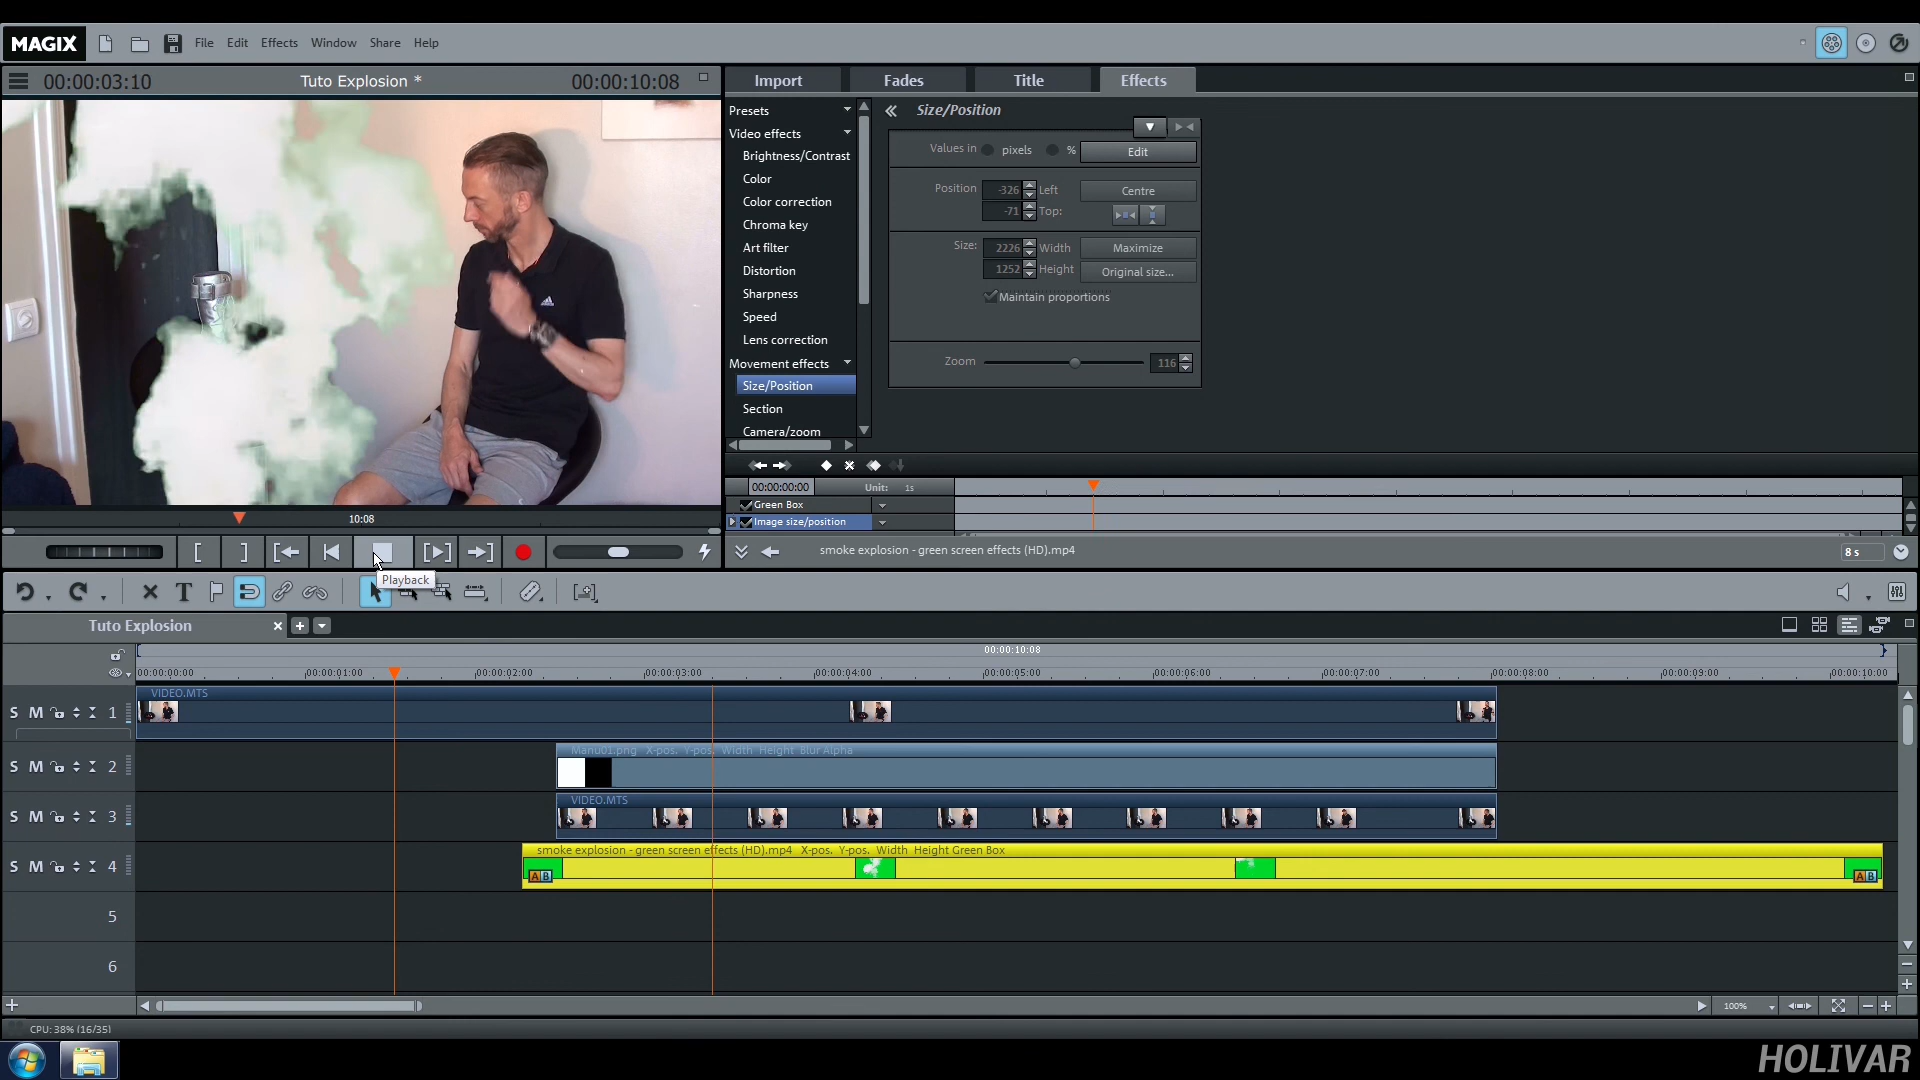 MAGIX File Edit Effects Window Share Help
00:00:03:10 Tuto Explosion * 00:00:10:08
Import Fades Title Effects
Presets
Video effects
Brightness/Contrast
Color
Color correction
Chroma key
Art filter
Distortion
Sharpness
Speed
Lens correction
Movement effects
Size/Position
Section
Camera/zoom
Size/Position
Values in pixels % Edit
Position -326 Left Centre
-71 Top:
Size: 2226 Width Maximize
1252 Height Original size...
Maintain proportions
Zoom 116
00:00:00:00 Unit: 1s
Green Box
Image size/position
smoke explosion - green screen effects (HD).mp4 8 s
10:08
Playback
Tuto Explosion
00:00:10:08
00:00:00:00 00:00:01:00 00:00:02:00 00:00:03:00 00:00:04:00 00:00:05:00 00:00:06:00 00:00:07:00 00:00:08:00 00:00:09:00 00:00:10:00
VIDEO.MTS
S M 1
Manu01.png X-pos. Y-pos. Width Height Blur Alpha
S M 2
VIDEO.MTS
S M 3
smoke explosion - green screen effects (HD).mp4 X-pos. Y-pos. Width Height Green Box
S M 4
AB AB
5
6
100%
CPU: 38% (16/35)
HOLIVAR